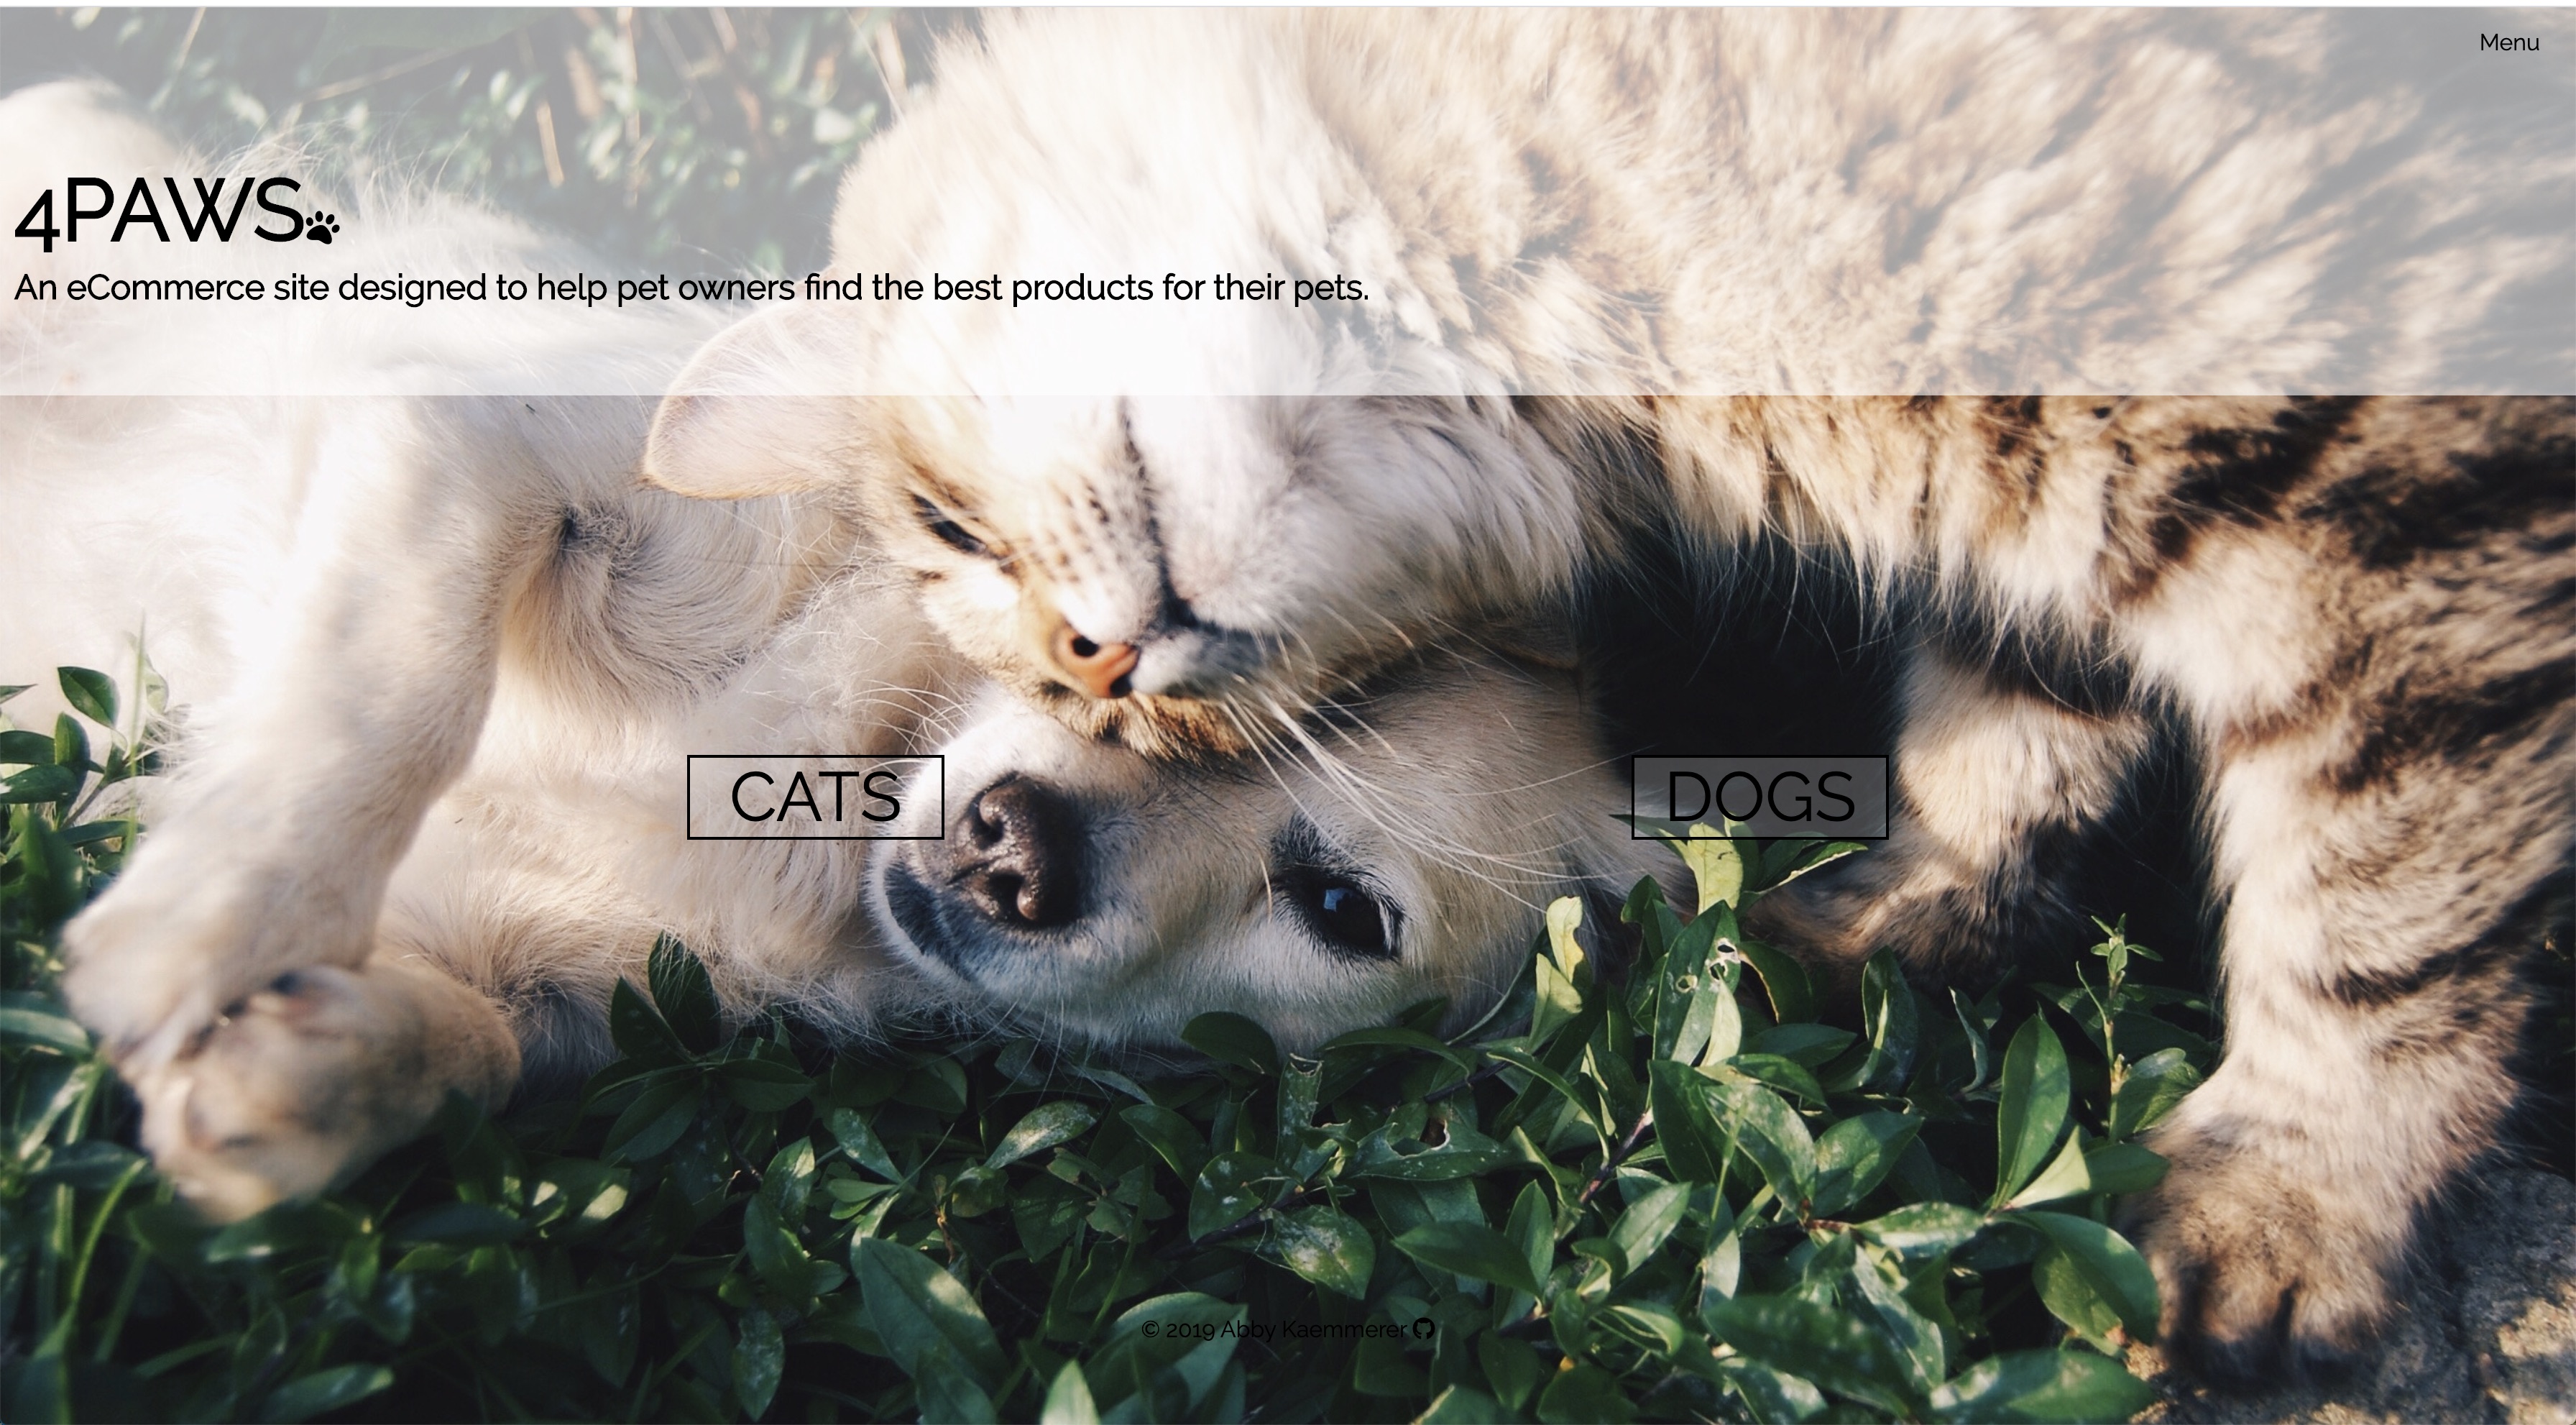 Menu
4PAWS
An eCommerce site designed to help pet owners find the best products for their pets.
CATS
DOGS
© 2019 Abby Kaemmerer